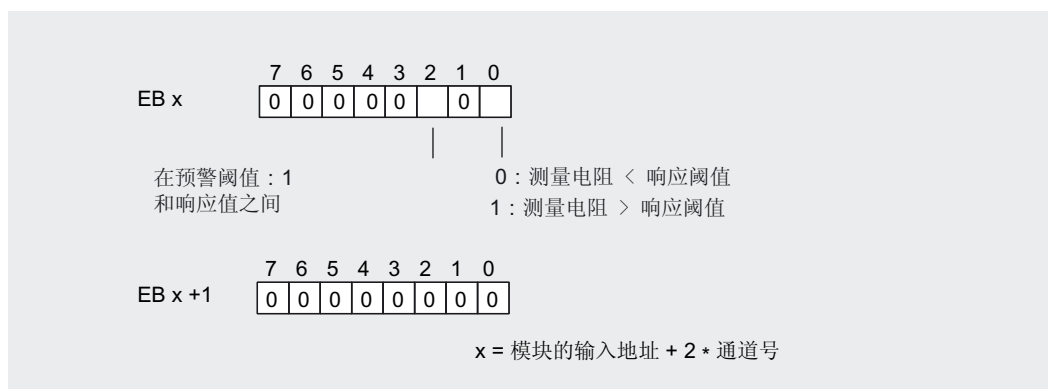 7 6 5 4 3 2 1 0
EB x 0 0 0 0 0 0
在预警阈值：1
和响应值之间
0：测量电阻 < 响应阈值
1：测量电阻 > 响应阈值
7 6 5 4 3 2 1 0
EB x +1 0 0 0 0 0 0 0 0
x = 模块的输入地址 + 2 * 通道号